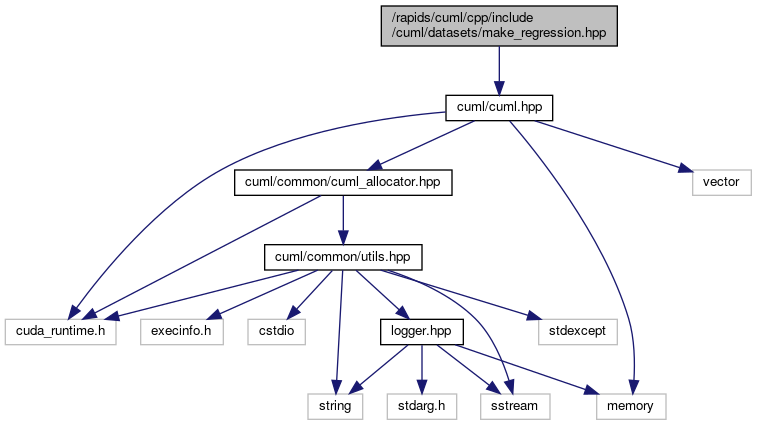 /rapids/cuml/cpp/include
/cuml/datasets/make_regression.hpp
cuml/cuml.hpp
cuml/common/cuml_allocator.hpp
vector
cuml/common/utils.hpp
cuda_runtime.h
execinfo.h
cstdio
logger.hpp
stdexcept
string
stdarg.h
sstream
memory